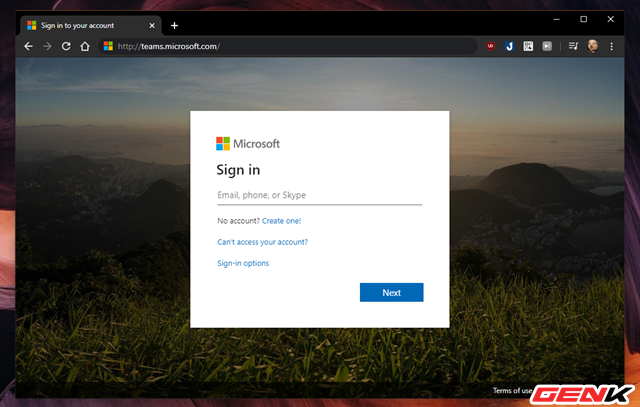 Sign in to your account
http://teams.microsoft.com/
Microsoft
Sign in
Email, phone, or Skype
No account? Create one!
Can't access your account?
Sign-in options
Next
Terms of use
GENK